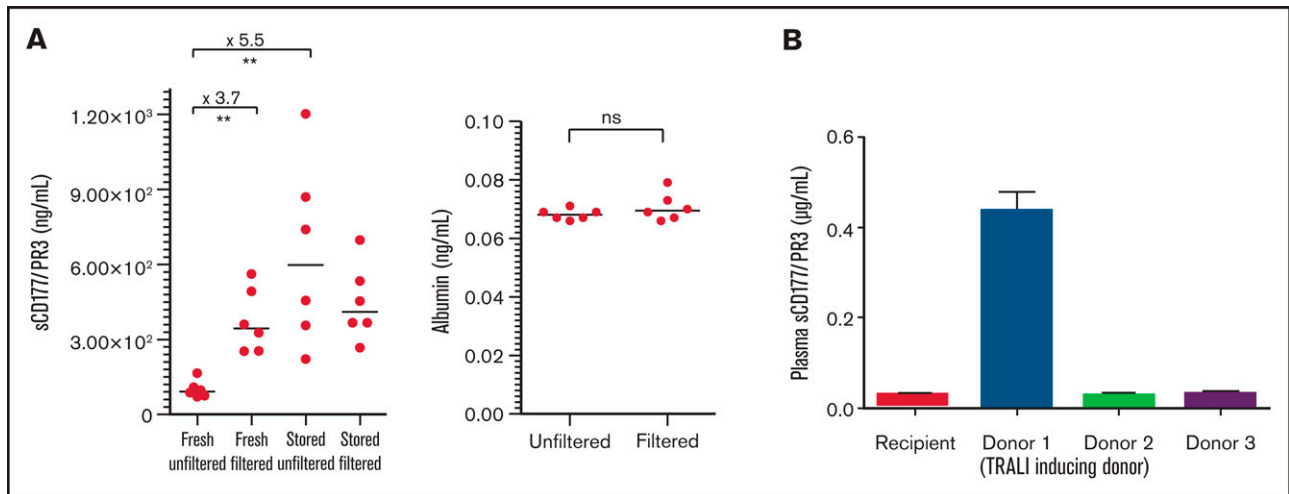 A
x 5.5
**
x 3.7
**
sCD177/PR3 (ng/mL)
1.20×10³
9.00×10²
6.00×10²
3.00×10²
0
Fresh unfiltered
Fresh filtered
Stored unfiltered
Stored filtered
ns
Albumin (ng/mL)
0.10
0.08
0.06
0.04
0.02
0.00
Unfiltered
Filtered
B
Plasma sCD177/PR3 (µg/mL)
0.6
0.4
0.2
0.0
Recipient
Donor 1
Donor 2
Donor 3
(TRALI inducing donor)